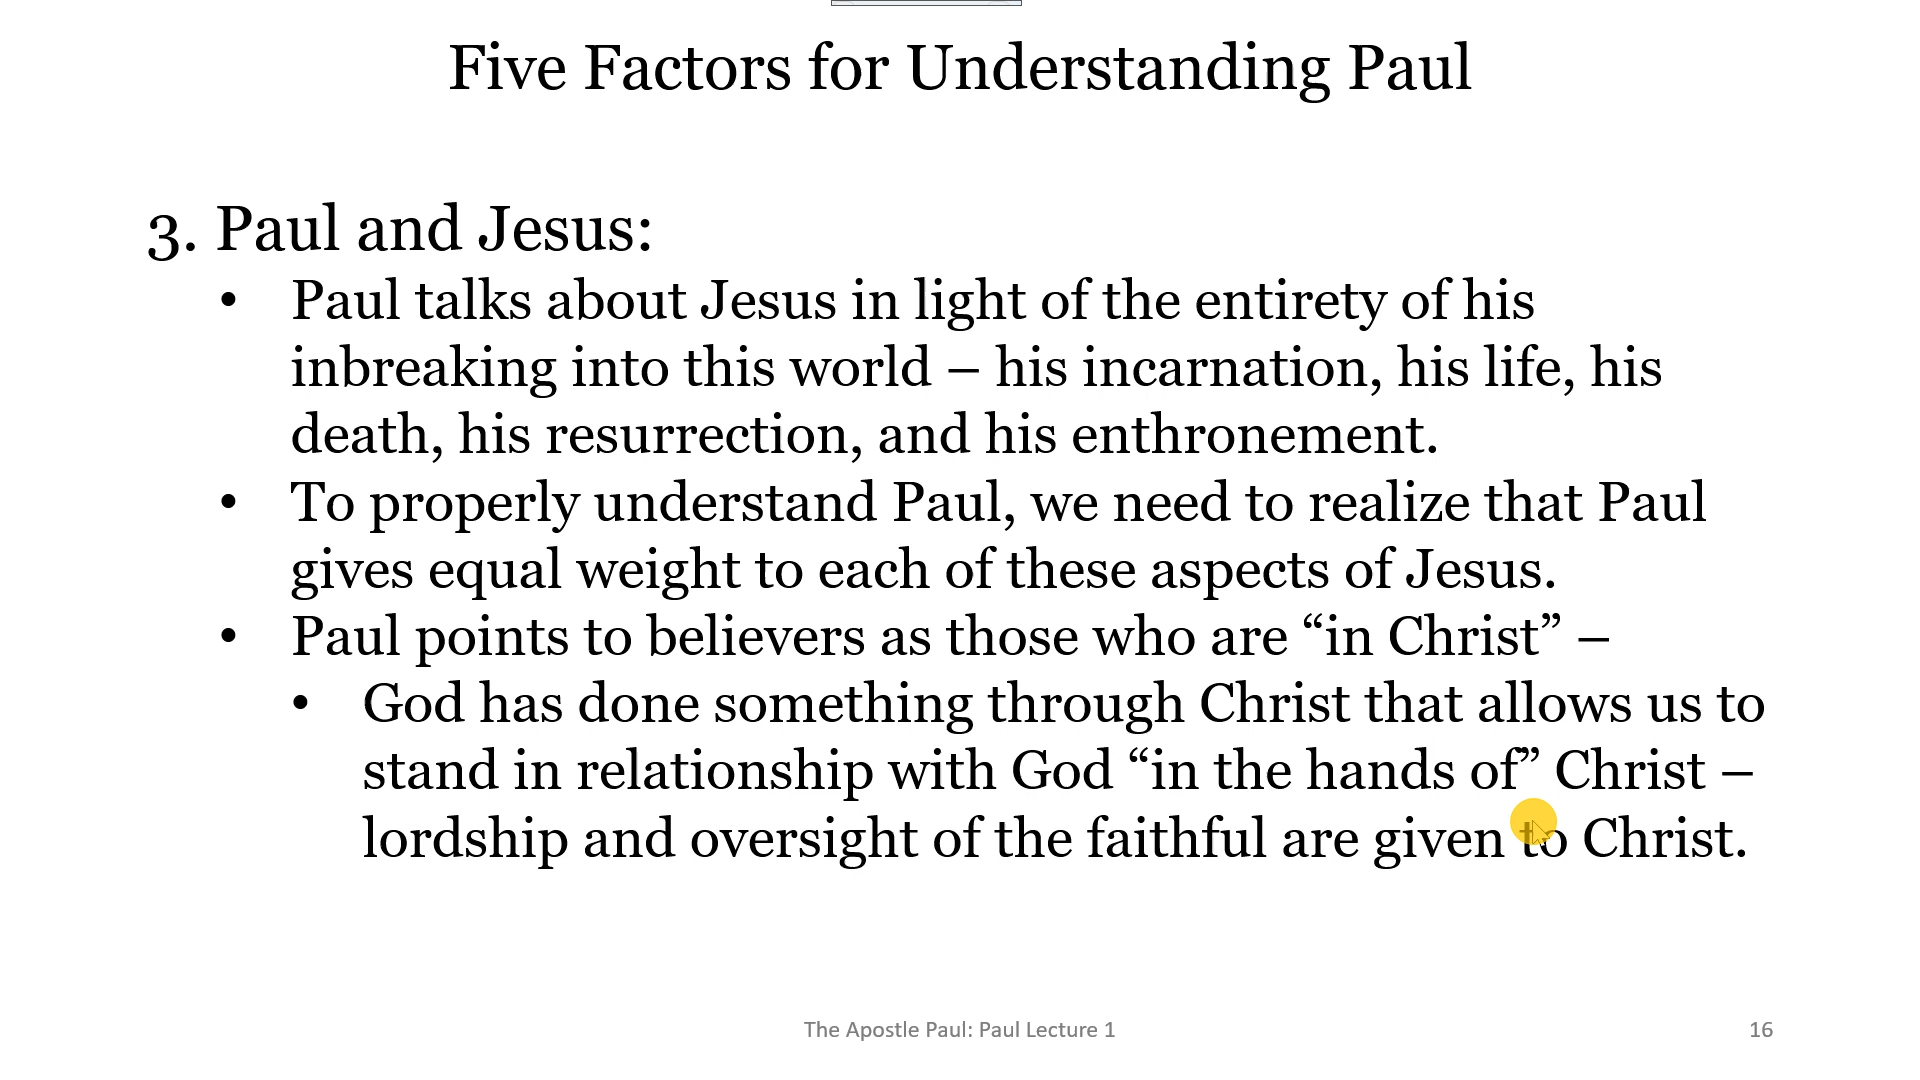 Five Factors for Understanding Paul
3. Paul and Jesus:
• Paul talks about Jesus in light of the entirety of his
inbreaking into this world – his incarnation, his life, his
death, his resurrection, and his enthronement.
• To properly understand Paul, we need to realize that Paul
gives equal weight to each of these aspects of Jesus.
• Paul points to believers as those who are “in Christ” –
• God has done something through Christ that allows us to
stand in relationship with God “in the hands of” Christ –
lordship and oversight of the faithful are given to Christ.
The Apostle Paul: Paul Lecture 1
16